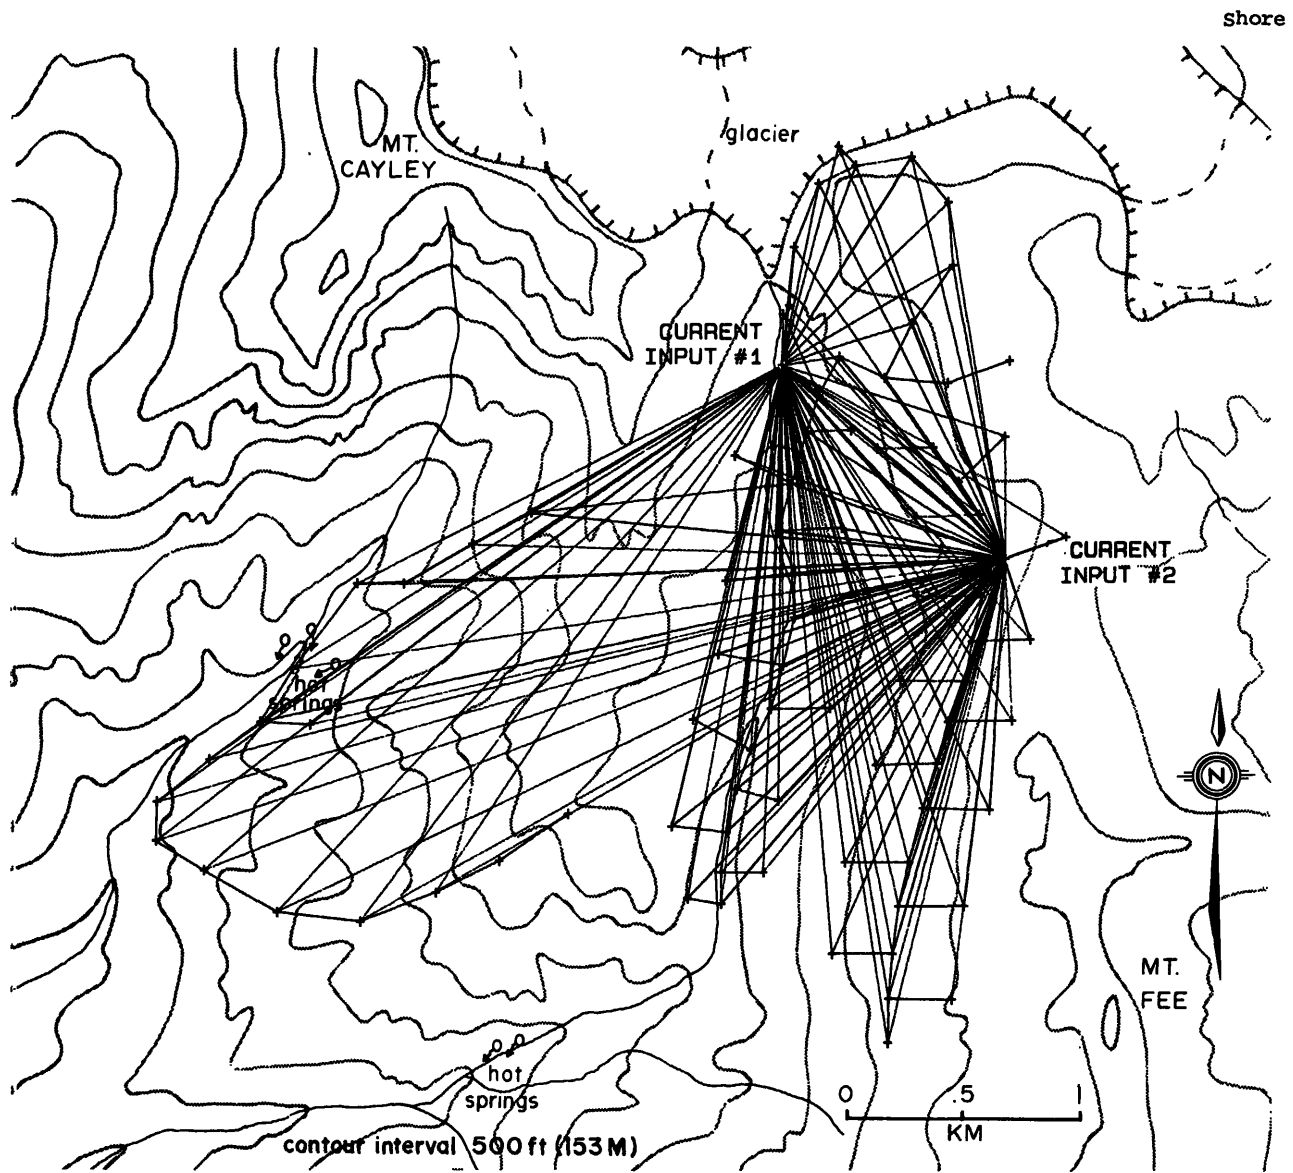 Shore
MT.
CAYLEY
glacier
CURRENT
INPUT #1
CURRENT
INPUT #2
hot
springs
N
MT.
FEE
hot
springs
0 .5 1
KM
contour interval 500 ft (153 M)